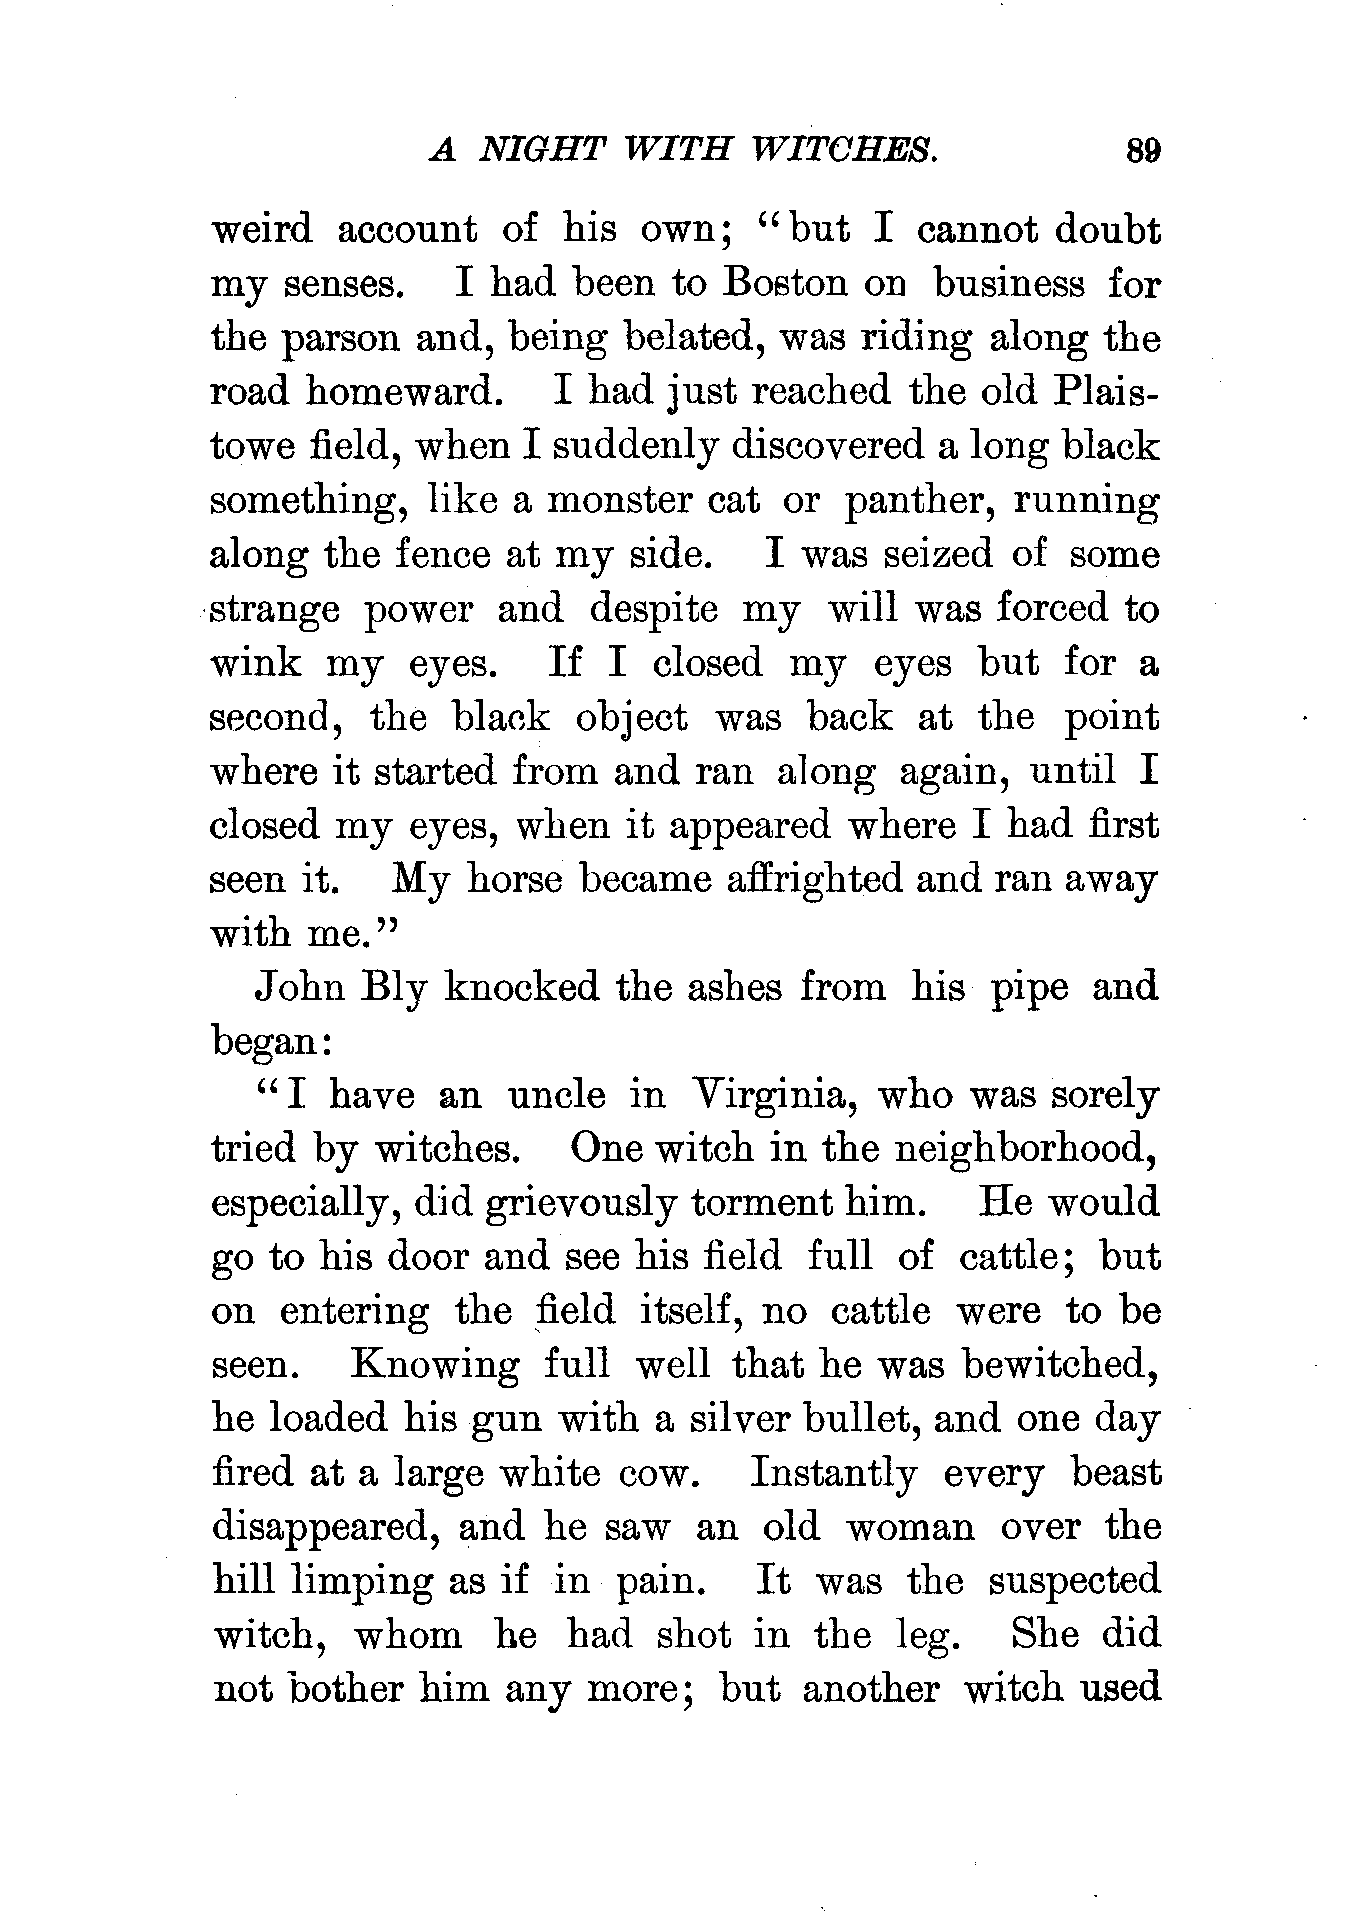 A NIGHT WITH WITCHES. 89
weird account of his own; “but I cannot doubt
my senses. I had been to Boston on business for
the parson and, being belated, was riding along the
road homeward. I had just reached the old Plais-
towe field, when I suddenly discovered a long black
something, like a monster cat or panther, running
along the fence at my side. I was seized of some
strange power and despite my will was forced to
wink my eyes. If I closed my eyes but for a
second, the black object was back at the point
where it started from and ran along again, until I
closed my eyes, when it appeared where I had first
seen it. My horse became affrighted and ran away
with me.”
John Bly knocked the ashes from his pipe and
began:
“I have an uncle in Virginia, who was sorely
tried by witches. One witch in the neighborhood,
especially, did grievously torment him. He would
go to his door and see his field full of cattle; but
on entering the field itself, no cattle were to be
seen. Knowing full well that he was bewitched,
he loaded his gun with a silver bullet, and one day
fired at a large white cow. Instantly every beast
disappeared, and he saw an old woman over the
hill limping as if in pain. It was the suspected
witch, whom he had shot in the leg. She did
not bother him any more; but another witch used